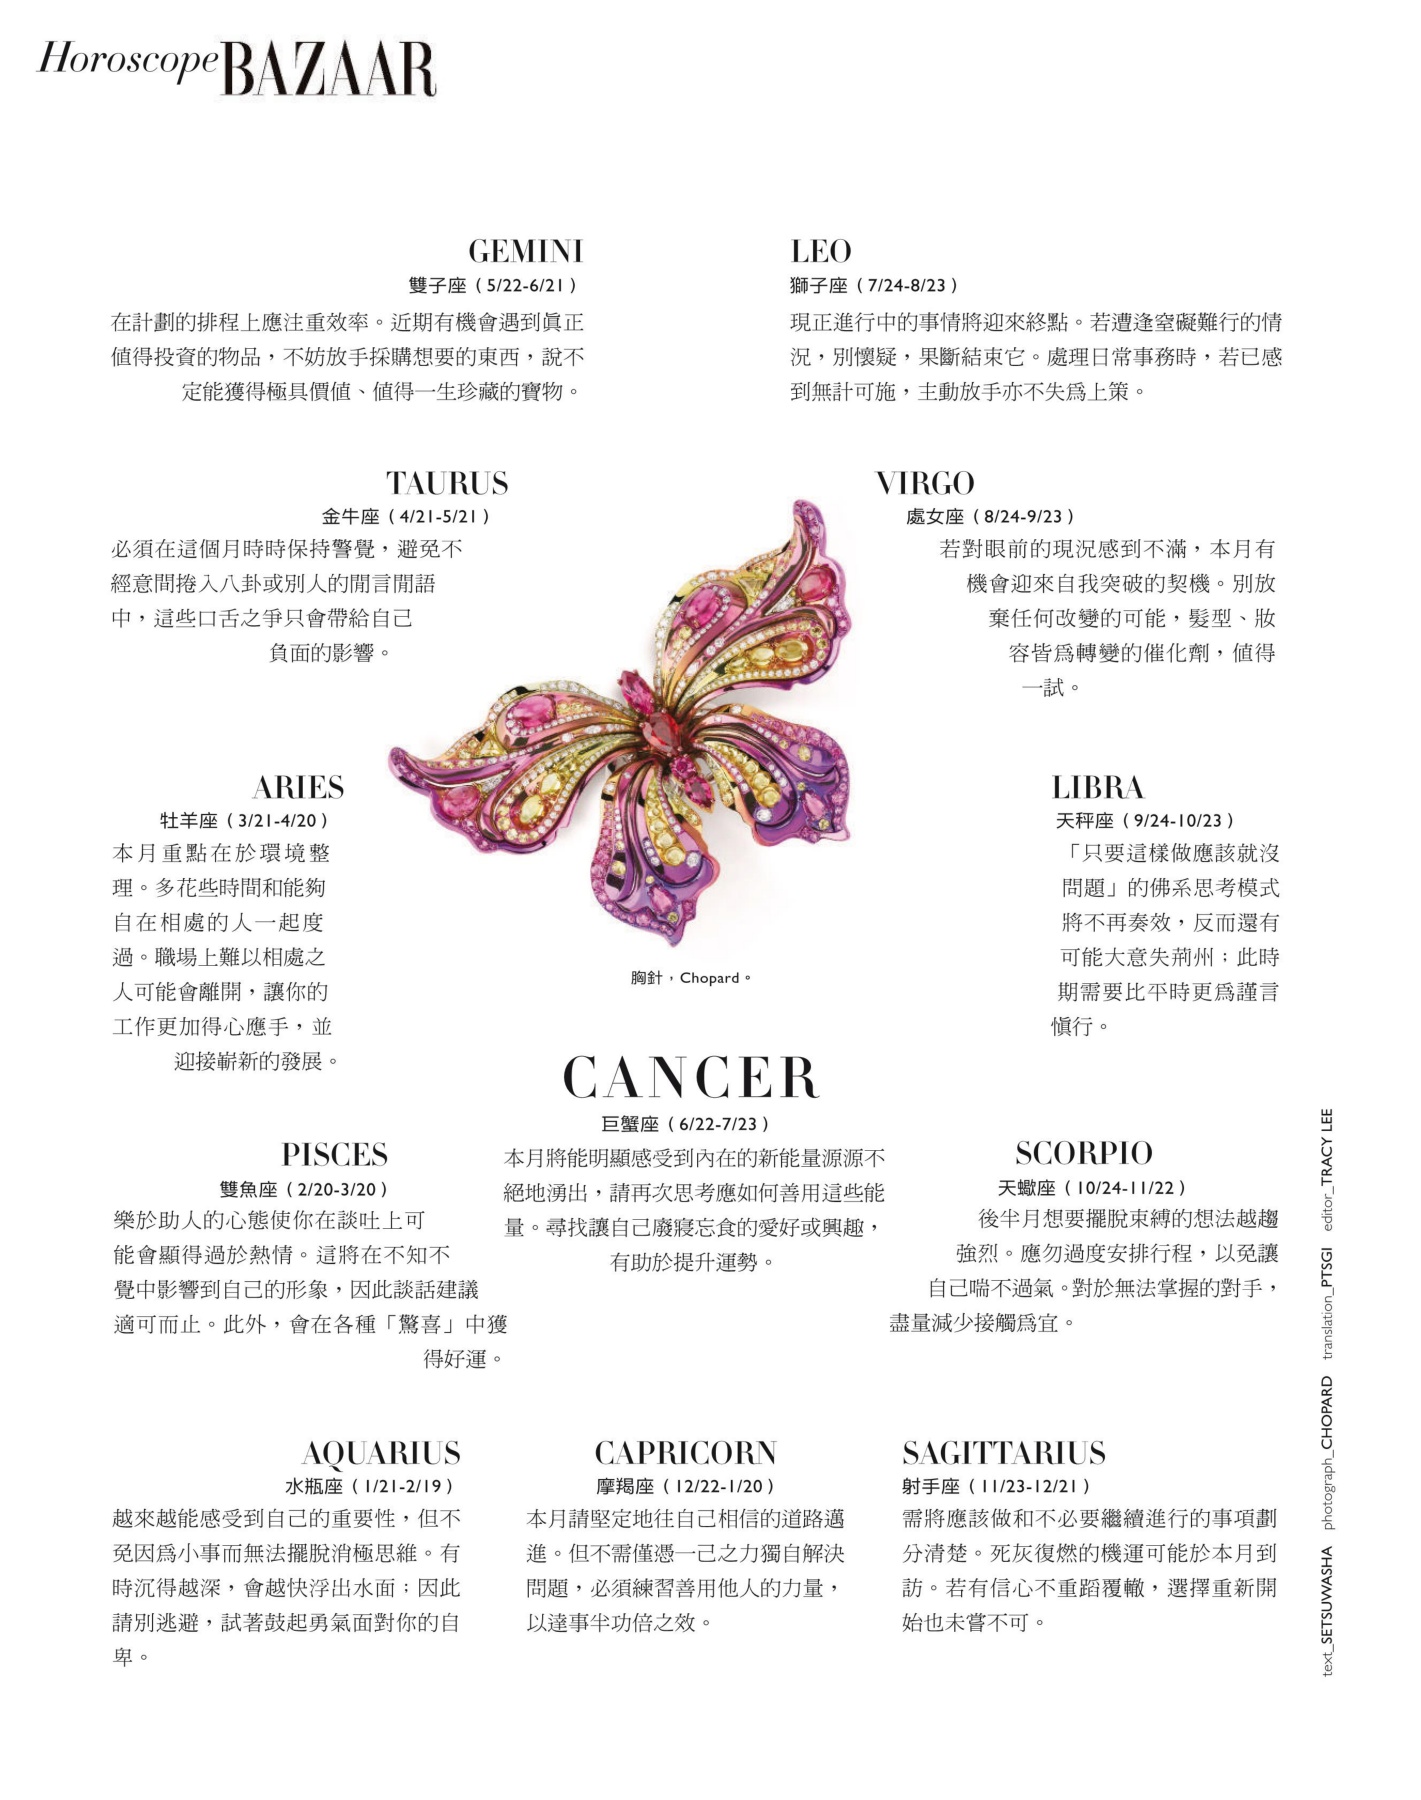 Horoscope BAZAAR
GEMINI
雙子座（5/22-6/21）
在計劃的排程上應注重效率。近期有機會遇到真正
値得投資的物品，不妨放手採購想要的東西，說不
定能獲得極具價値、値得一生珍藏的寶物。
LEO
獅子座（7/24-8/23）
現正進行中的事情將迎來終點。若遭逢窒礙難行的情
況，別懷疑，果斷結束它。處理日常事務時，若已感
到無計可施，主動放手亦不失爲上策。
TAURUS
金牛座（4/21-5/21）
必須在這個月時時保持警覺，避免不
經意間捲入八卦或別人的閒言閒語
中，這些口舌之爭只會帶給自己
負面的影響。
VIRGO
處女座（8/24-9/23）
若對眼前的現況感到不滿，本月有
機會迎來自我突破的契機。別放
棄任何改變的可能，髮型、妝
容皆爲轉變的催化劑，値得
一試。
ARIES
牡羊座（3/21-4/20）
本月重點在於環境整
理。多花些時間和能夠
自在相處的人一起度
過。職場上難以相處之
人可能會離開，讓你的
工作更加得心應手，並
迎接嶄新的發展。
LIBRA
天秤座（9/24-10/23）
「只要這樣做應該就沒
問題」的佛系思考模式
將不再奏效，反而還有
可能大意失荊州；此時
期需要比平時更爲謹言
愼行。
胸針，Chopard。
CANCER
巨蟹座（6/22-7/23）
本月將能明顯感受到內在的新能量源源不
絕地湧出，請再次思考應如何善用這些能
量。尋找讓自己廢寢忘食的愛好或興趣，
有助於提升運勢。
PISCES
雙魚座（2/20-3/20）
樂於助人的心態使你在談吐上可
能會顯得過於熱情。這將在不知不
覺中影響到自己的形象，因此談話建議
適可而止。此外，會在各種「驚喜」中獲
得好運。
SCORPIO
天蠍座（10/24-11/22）
後半月想要擺脫束縛的想法越趨
強烈。應勿過度安排行程，以免讓
自己喘不過氣。對於無法掌握的對手，
盡量減少接觸爲宜。
AQUARIUS
水瓶座（1/21-2/19）
越來越能感受到自己的重要性，但不
免因爲小事而無法擺脫消極思維。有
時沉得越深，會越快浮出水面；因此
請別逃避，試著鼓起勇氣面對你的自
卑。
CAPRICORN
摩羯座（12/22-1/20）
本月請堅定地往自己相信的道路邁
進。但不需僅憑一己之力獨自解決
問題，必須練習善用他人的力量，
以達事半功倍之效。
SAGITTARIUS
射手座（11/23-12/21）
需將應該做和不必要繼續進行的事項劃
分清楚。死灰復燃的機運可能於本月到
訪。若有信心不重蹈覆轍，選擇重新開
始也未嘗不可。
text_SETSUWASHA photograph_CHOPARD translation_PTSGI editor_TRACY LEE